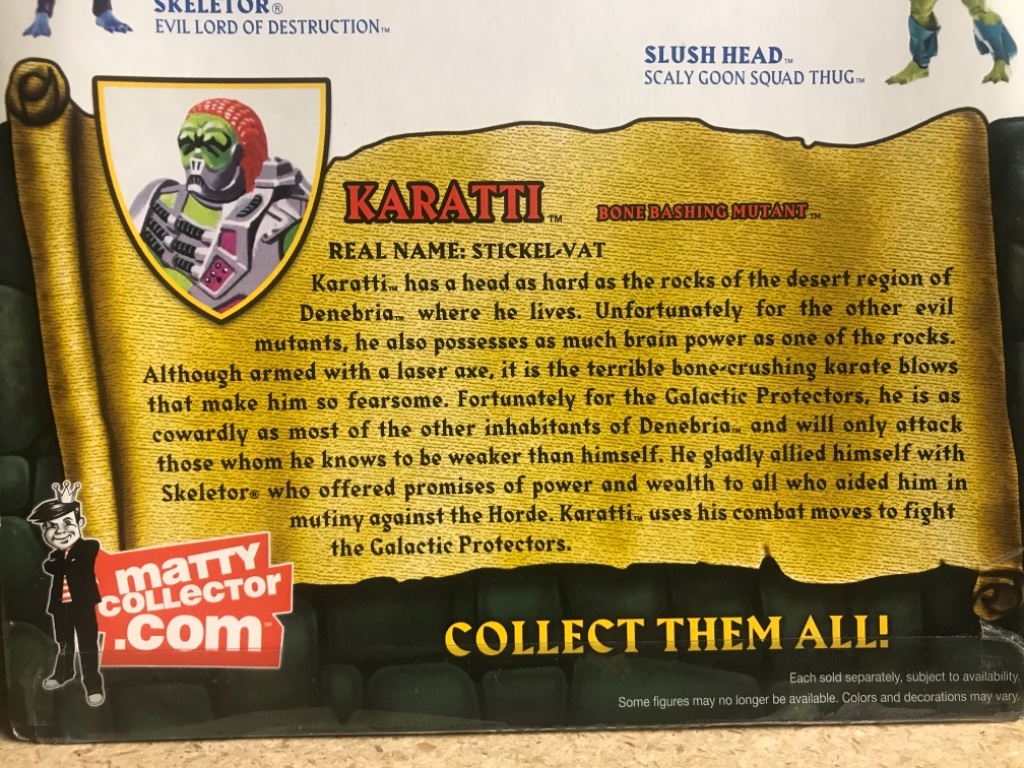 SKELETOR®
EVIL LORD OF DESTRUCTION™
SLUSH HEAD™
SCALY GOON SQUAD THUG™
KARATTI™ BONE BASHING MUTANT™
REAL NAME: STICKEL-VAT
Karatti™ has a head as hard as the rocks of the desert region of
Denebria™ where he lives. Unfortunately for the other evil
mutants, he also possesses as much brain power as one of the rocks.
Although armed with a laser axe, it is the terrible bone-crushing karate blows
that make him so fearsome. Fortunately for the Galactic Protectors, he is as
cowardly as most of the other inhabitants of Denebria™ and will only attack
those whom he knows to be weaker than himself. He gladly allied himself with
Skeletor® who offered promises of power and wealth to all who aided him in
mutiny against the Horde. Karatti™ uses his combat moves to fight
the Galactic Protectors.
maTTY
COLLECTOR
.com
COLLECT THEM ALL!
Each sold separately, subject to availability.
Some figures may no longer be available. Colors and decorations may vary.